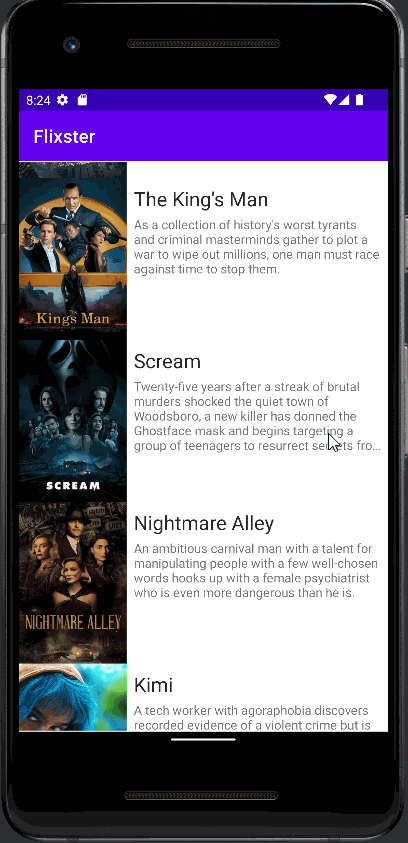 8:24
Flixster
The King's Man
As a collection of history's worst tyrants
and criminal masterminds gather to plot a
war to wipe out millions, one man must race
against time to stop them.
King's Man
Scream
Twenty-five years after a streak of brutal
murders shocked the quiet town of
Woodsboro, a new killer has donned the
Ghostface mask and begins targeting a
group of teenagers to resurrect secrets fro...
SCREAM
Nightmare Alley
An ambitious carnival man with a talent for
manipulating people with a few well-chosen
words hooks up with a female psychiatrist
who is even more dangerous than he is.
NIGHTMARE ALLEY
Kimi
A tech worker with agoraphobia discovers
recorded evidence of a violent crime but is